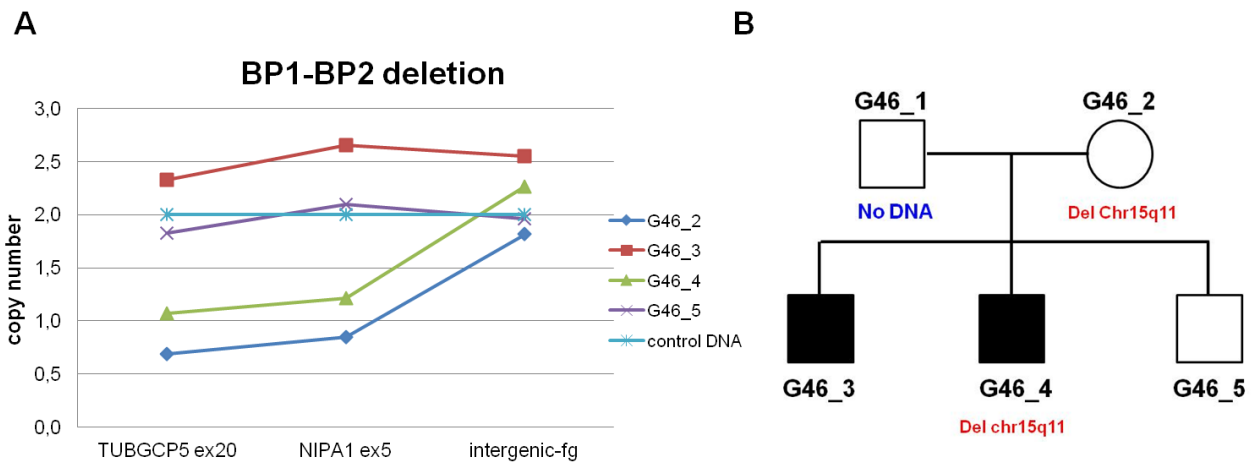 A
BP1-BP2 deletion
copy number
3,0
2,5
2,0
1,5
1,0
0,5
0,0
TUBGCP5 ex20
NIPA1 ex5
intergenic-fg
G46_2
G46_3
G46_4
G46_5
control DNA
B
G46_1
G46_2
No DNA
Del Chr15q11
G46_3
G46_4
G46_5
Del chr15q11